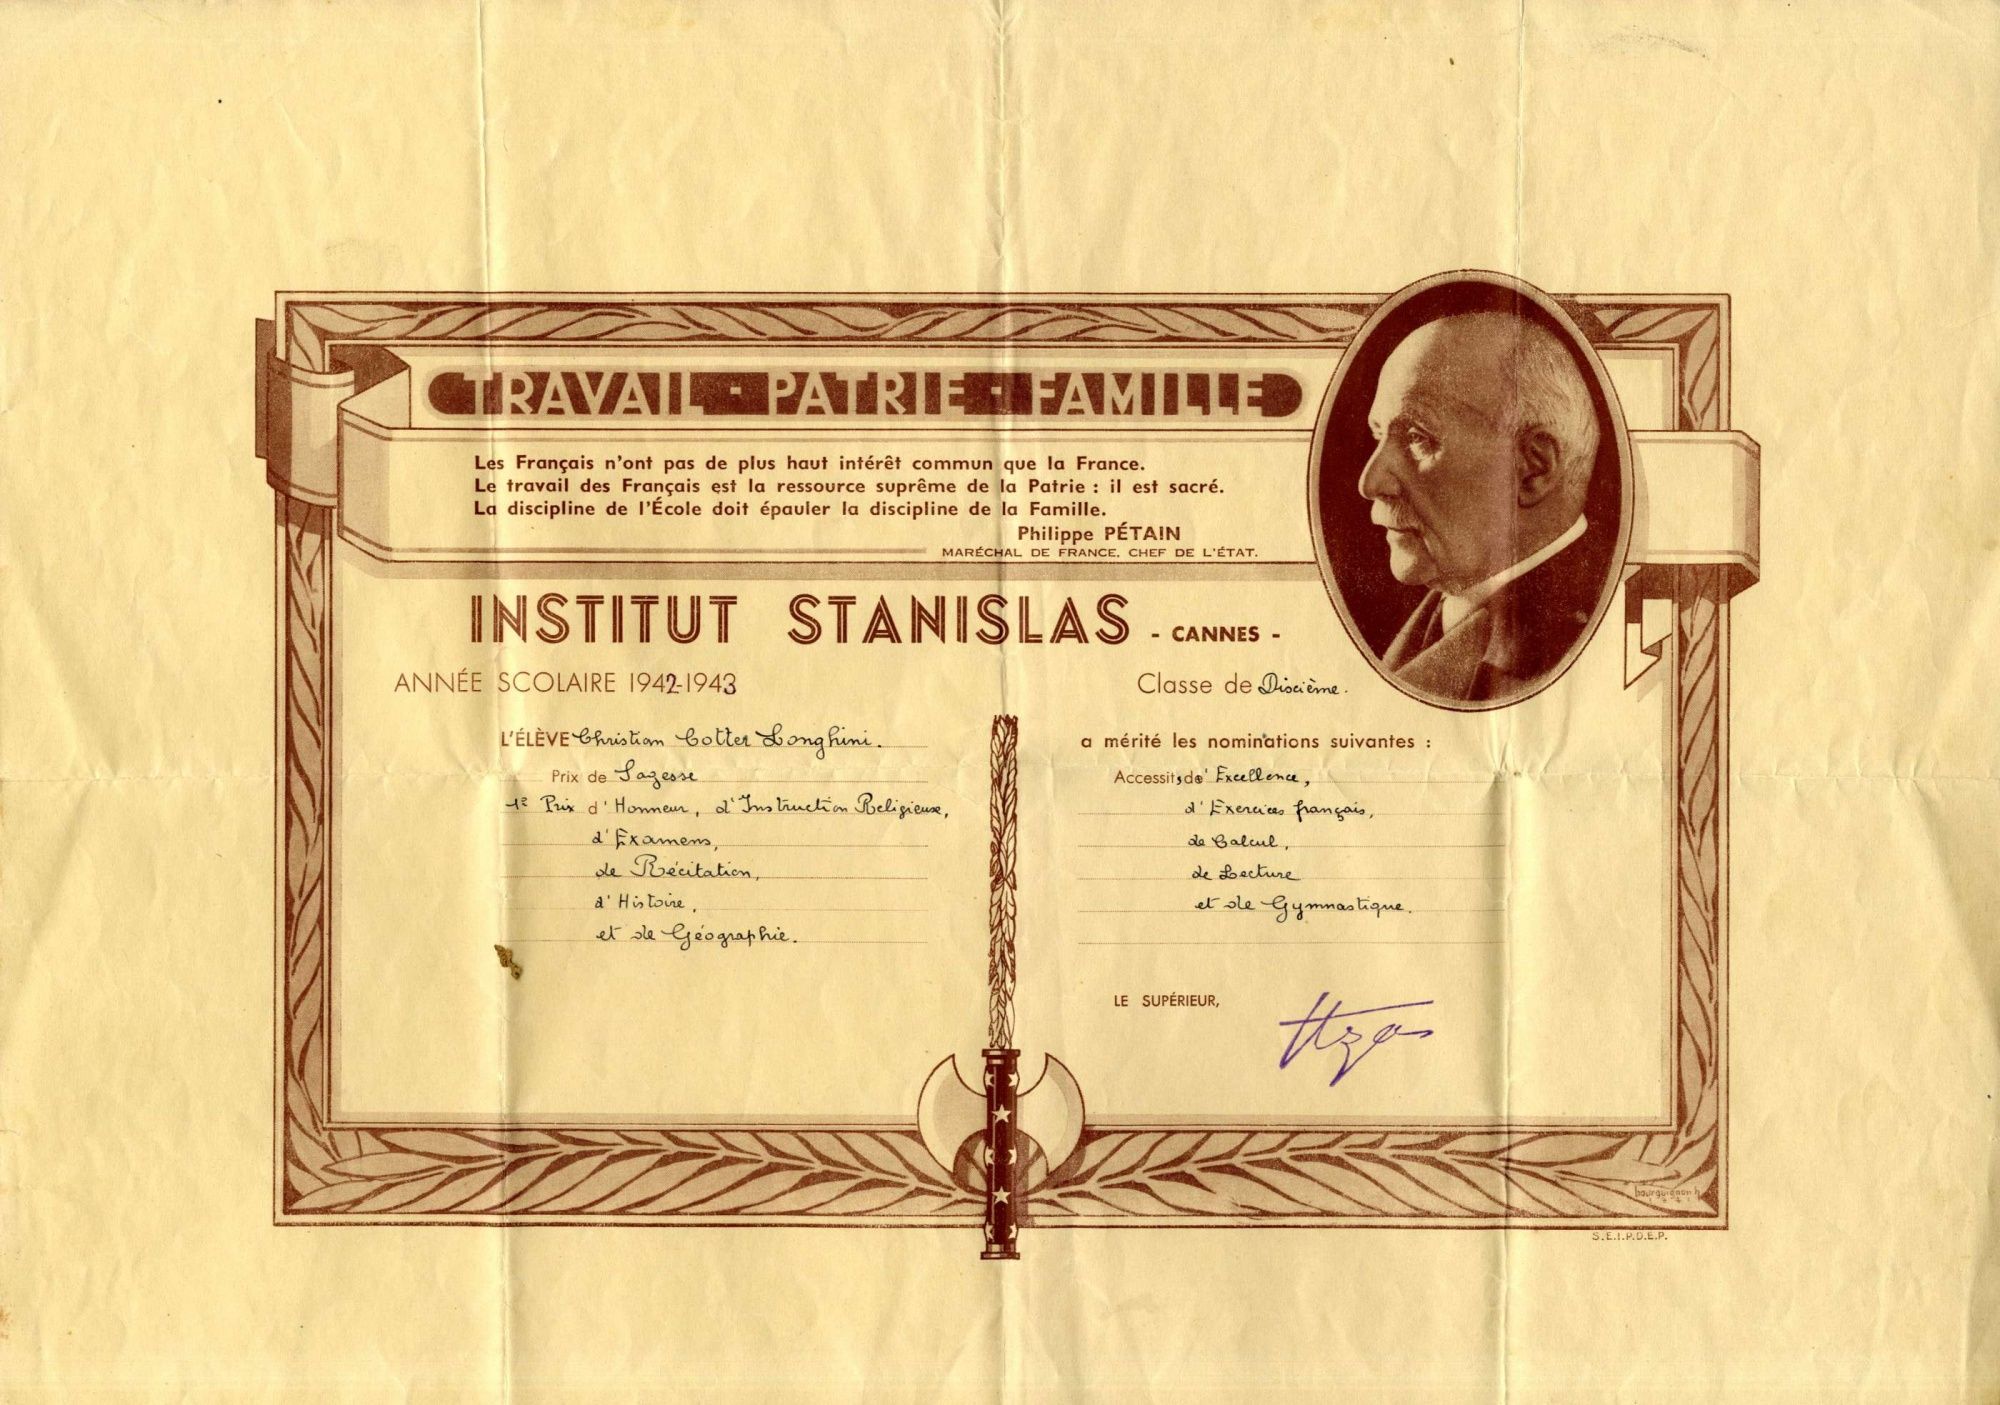 TRAVAIL - PATRIE - FAMILLE
Les Français n'ont pas de plus haut intérêt commun que la France.
Le travail des Français est la ressource suprême de la Patrie : il est sacré.
La discipline de l'École doit épauler la discipline de la Famille.
Philippe PÉTAIN
MARÉCHAL DE FRANCE, CHEF DE L'ÉTAT.
INSTITUT STANISLAS - CANNES -
ANNÉE SCOLAIRE 1942-1943
Classe de Dixième.
L'ÉLÈVE Christian Cotter Longhini.
Prix de Sagesse
1er Prix d'Honneur, d'Instruction Religieuse,
d'Examens,
de Récitation,
d'Histoire,
et de Géographie.
a mérité les nominations suivantes :
Accessits, de' Excellence,
d'Exercices français,
de Calcul,
de Lecture
et de Gymnastique.
LE SUPÉRIEUR,
bourguignon h
1941
S.E.I.P.D.E.P.